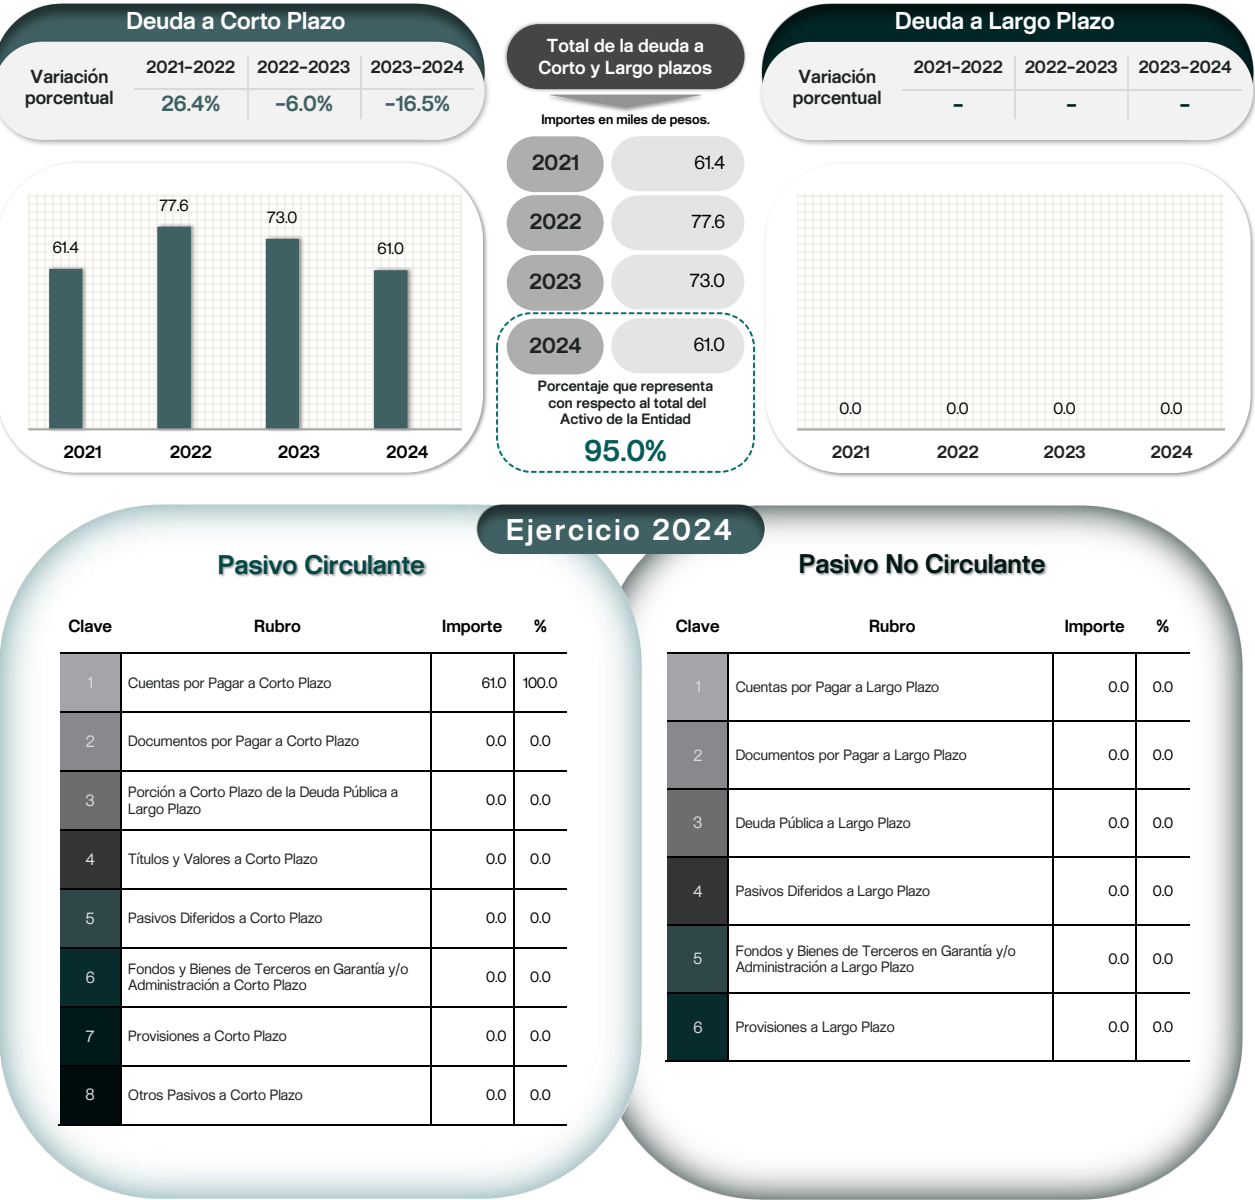 Deuda a Corto Plazo
Variación
porcentual
2021-2022 2022-2023 2023-2024
26.4% -6.0% -16.5%
77.6
73.0
61.4
61.0
2021 2022 2023 2024
Total de la deuda a
Corto y Largo plazos
Importes en miles de pesos.
2021 61.4
2022 77.6
2023 73.0
2024 61.0
Porcentaje que representa
con respecto al total del
Activo de la Entidad
95.0%
Deuda a Largo Plazo
Variación
porcentual
2021-2022 2022-2023 2023-2024
- - -
0.0 0.0 0.0 0.0
2021 2022 2023 2024
Ejercicio 2024
Pasivo Circulante
Clave Rubro Importe %
1 Cuentas por Pagar a Corto Plazo 61.0 100.0
2 Documentos por Pagar a Corto Plazo 0.0 0.0
3 Porción a Corto Plazo de la Deuda Pública a
Largo Plazo 0.0 0.0
4 Títulos y Valores a Corto Plazo 0.0 0.0
5 Pasivos Diferidos a Corto Plazo 0.0 0.0
6 Fondos y Bienes de Terceros en Garantía y/o
Administración a Corto Plazo 0.0 0.0
7 Provisiones a Corto Plazo 0.0 0.0
8 Otros Pasivos a Corto Plazo 0.0 0.0
Pasivo No Circulante
Clave Rubro Importe %
1 Cuentas por Pagar a Largo Plazo 0.0 0.0
2 Documentos por Pagar a Largo Plazo 0.0 0.0
3 Deuda Pública a Largo Plazo 0.0 0.0
4 Pasivos Diferidos a Largo Plazo 0.0 0.0
5 Fondos y Bienes de Terceros en Garantía y/o
Administración a Largo Plazo 0.0 0.0
6 Provisiones a Largo Plazo 0.0 0.0